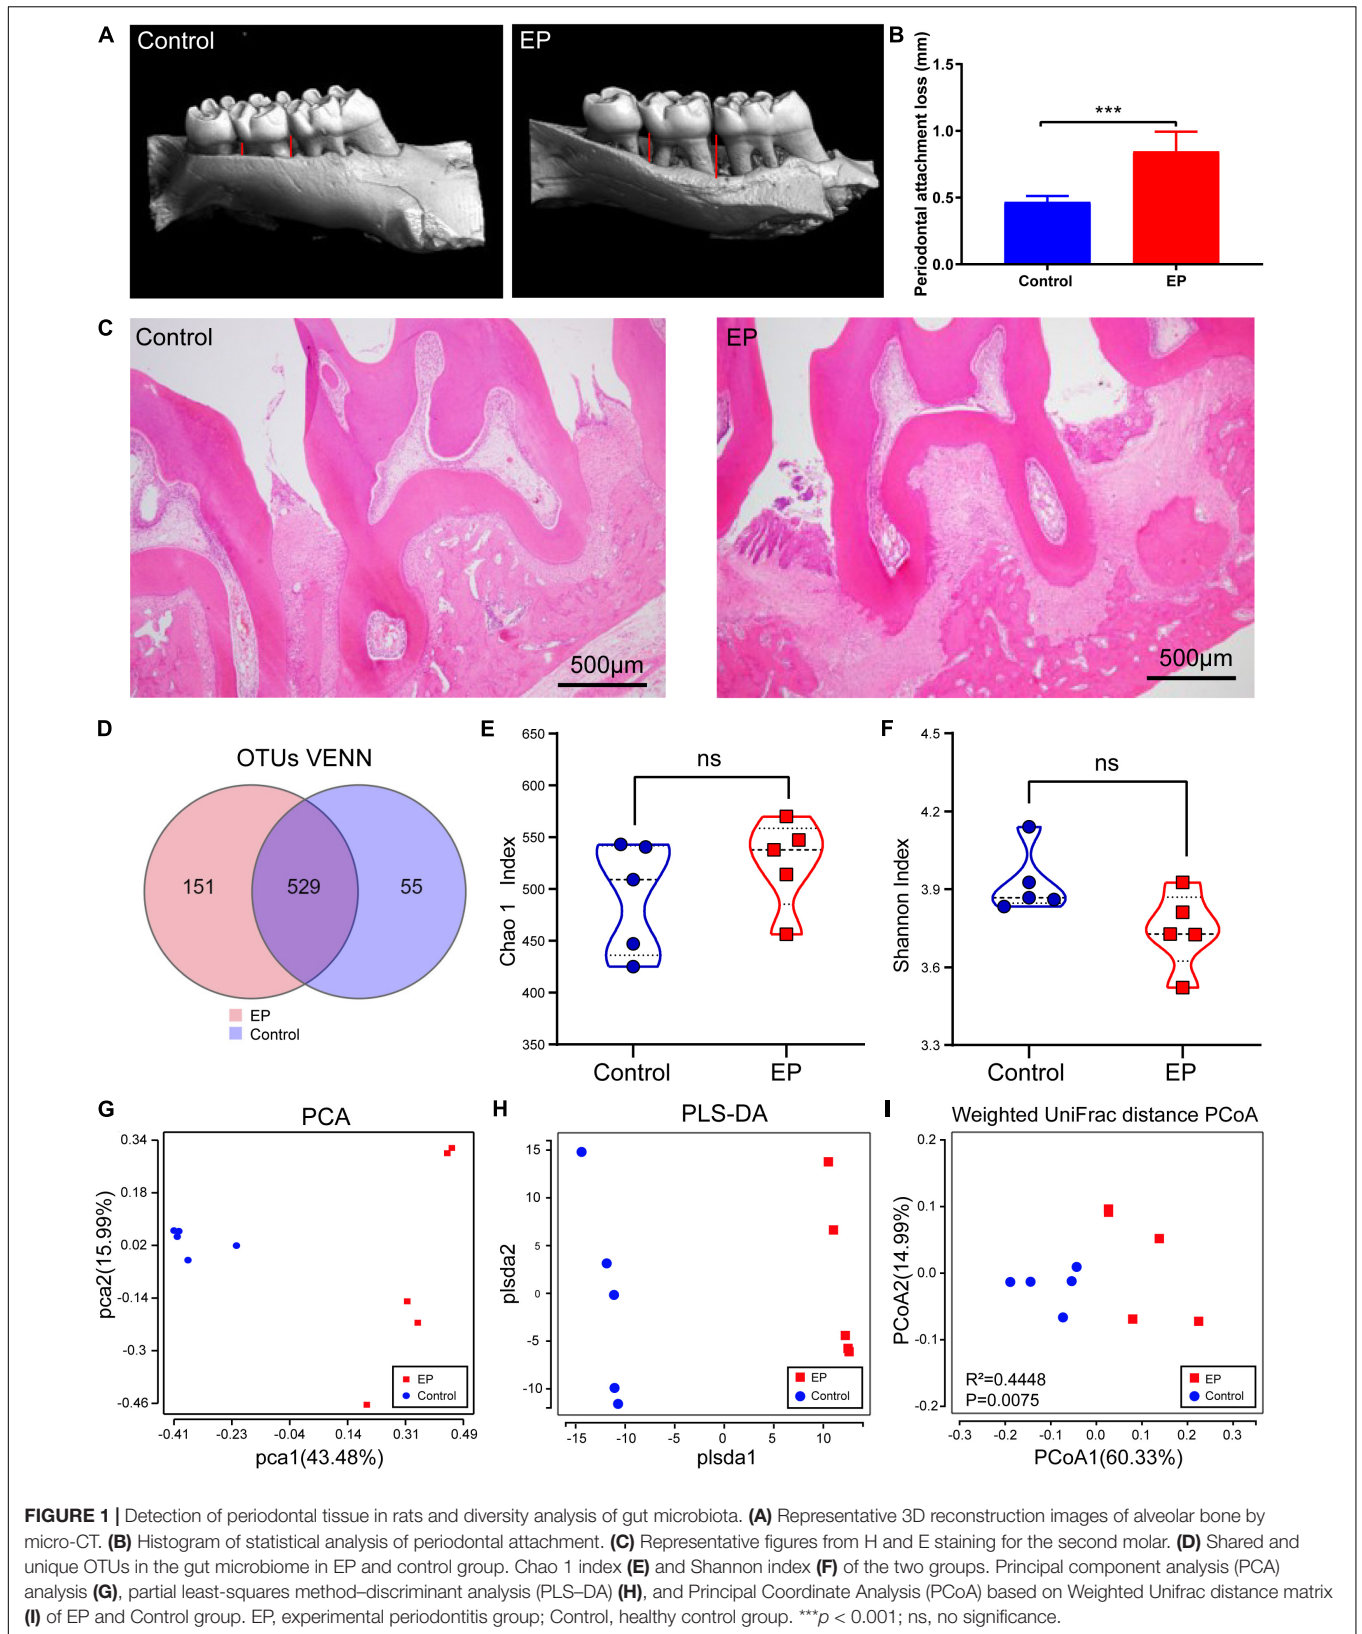 A
Control
EP
B
Periodontal attachment loss (mm)
1.5
1.0
0.5
0.0
***
Control
EP
C
Control
500µm
EP
500µm
D
OTUs VENN
151
529
55
EP
Control
E
Chao 1 Index
650
600
550
500
450
400
350
ns
Control
EP
F
Shannon Index
4.5
4.2
3.9
3.6
3.3
ns
Control
EP
G
PCA
pca2(15.99%)
0.34
0.18
0.02
-0.14
-0.3
-0.46
EP
Control
-0.41 -0.23 -0.04 0.14 0.31 0.49
pca1(43.48%)
H
PLS-DA
plsda2
15
10
5
0
-5
-10
EP
Control
-15 -10 -5 0 5 10
plsda1
I
Weighted UniFrac distance PCoA
PCoA2(14.99%)
0.2
0.1
0.0
-0.1
-0.2
R²=0.4448
P=0.0075
EP
Control
-0.3 -0.2 -0.1 0.0 0.1 0.2 0.3
PCoA1(60.33%)
FIGURE 1 | Detection of periodontal tissue in rats and diversity analysis of gut microbiota. (A) Representative 3D reconstruction images of alveolar bone by
micro-CT. (B) Histogram of statistical analysis of periodontal attachment. (C) Representative figures from H and E staining for the second molar. (D) Shared and
unique OTUs in the gut microbiome in EP and control group. Chao 1 index (E) and Shannon index (F) of the two groups. Principal component analysis (PCA)
analysis (G), partial least-squares method–discriminant analysis (PLS–DA) (H), and Principal Coordinate Analysis (PCoA) based on Weighted Unifrac distance matrix
(I) of EP and Control group. EP, experimental periodontitis group; Control, healthy control group. ***p < 0.001; ns, no significance.